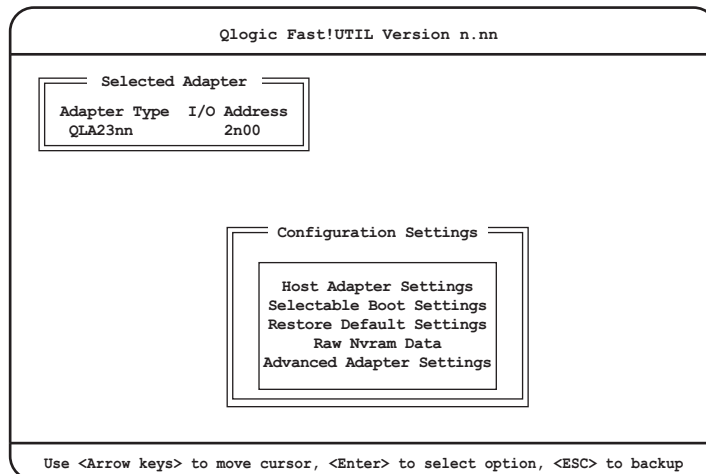 Qlogic Fast!UTIL Version n.nn
Selected Adapter
Adapter Type I/O Address
QLA23nn 2n00
Configuration Settings
Host Adapter Settings
Selectable Boot Settings
Restore Default Settings
Raw Nvram Data
Advanced Adapter Settings
Use <Arrow keys> to move cursor, <Enter> to select option, <ESC> to backup